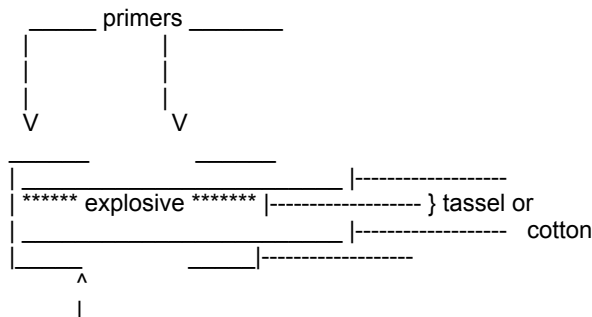 primers
****** explosive ******* } tassel or
cotton